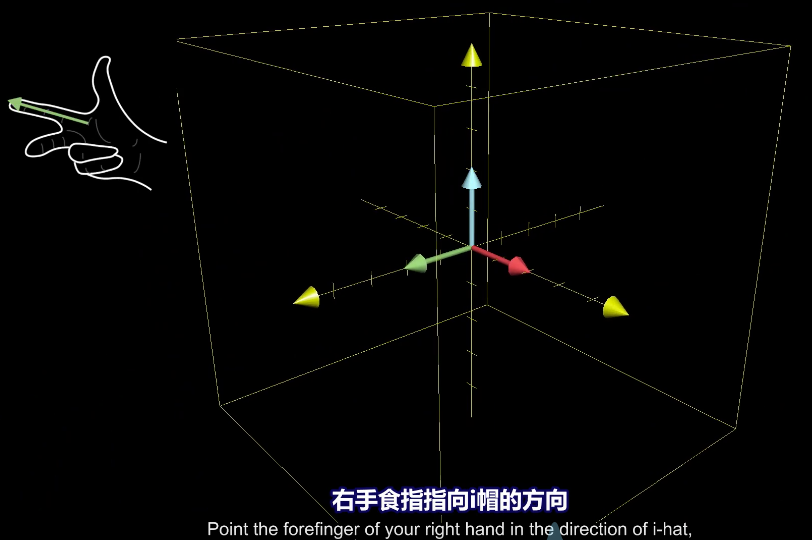 右手食指指向i帽的方向
Point the forefinger of your right hand in the direction of i-hat,